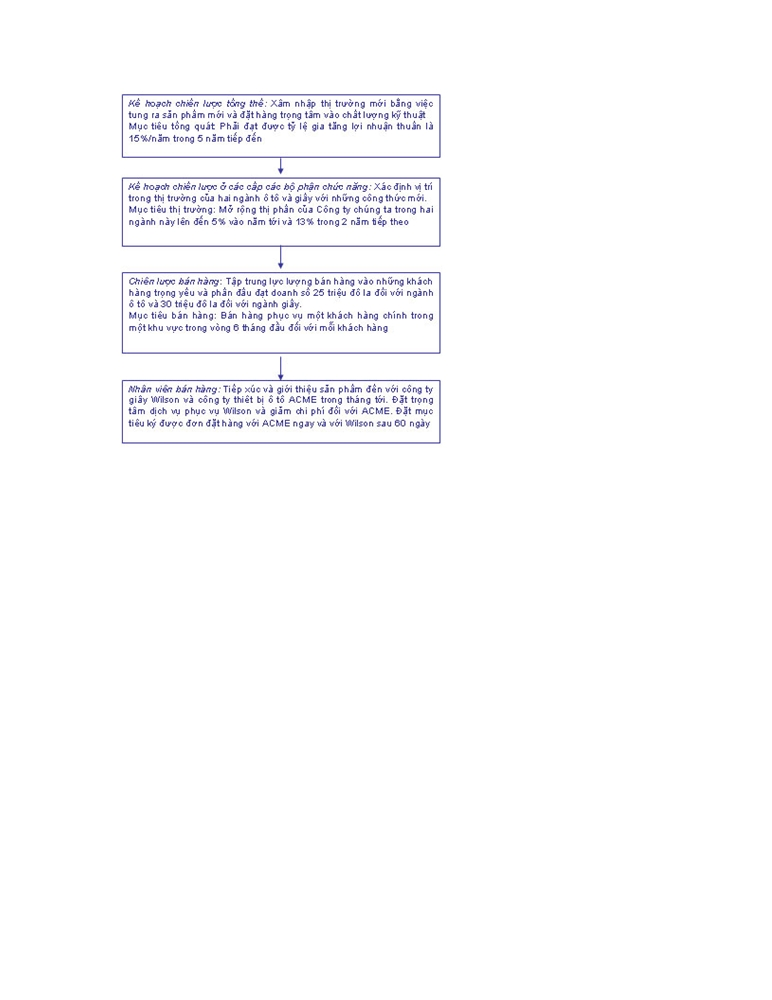 Kế hoạch chiến lược tổng thể: Xâm nhập thị trường mới bằng việc
tung ra sản phẩm mới và đặt hàng trọng tâm vào chất lượng kỹ thuật
Mục tiêu tổng quát: Phải đạt được tỷ lệ gia tăng lợi nhuận thuần là
15%/năm trong 5 năm tiếp đến
Kế hoạch chiến lược ở các cấp các bộ phận chức năng: Xác định vị trí
trong thị trường của hai ngành ô tô và giấy với những công thức mới.
Mục tiêu thị trường: Mở rộng thị phần của Công ty chúng ta trong hai
ngành này lên đến 5% vào năm tới và 13% trong 2 năm tiếp theo
Chiến lược bán hàng: Tập trung lực lượng bán hàng vào những khách
hàng trọng yếu và phấn đấu đạt doanh số 25 triệu đô la đối với ngành
ô tô và 30 triệu đô la đối với ngành giấy.
Mục tiêu bán hàng: Bán hàng phục vụ một khách hàng chính trong
một khu vực trong vòng 6 tháng đầu đối với mỗi khách hàng
Nhân viên bán hàng: Tiếp xúc và giới thiệu sản phẩm đến với công ty
giấy Wilson và công ty thiết bị ô tô ACME trong tháng tới. Đặt trọng
tâm dịch vụ phục vụ Wilson và giảm chi phí đối với ACME. Đặt mục
tiêu ký được đơn đặt hàng với ACME ngay và với Wilson sau 60 ngày